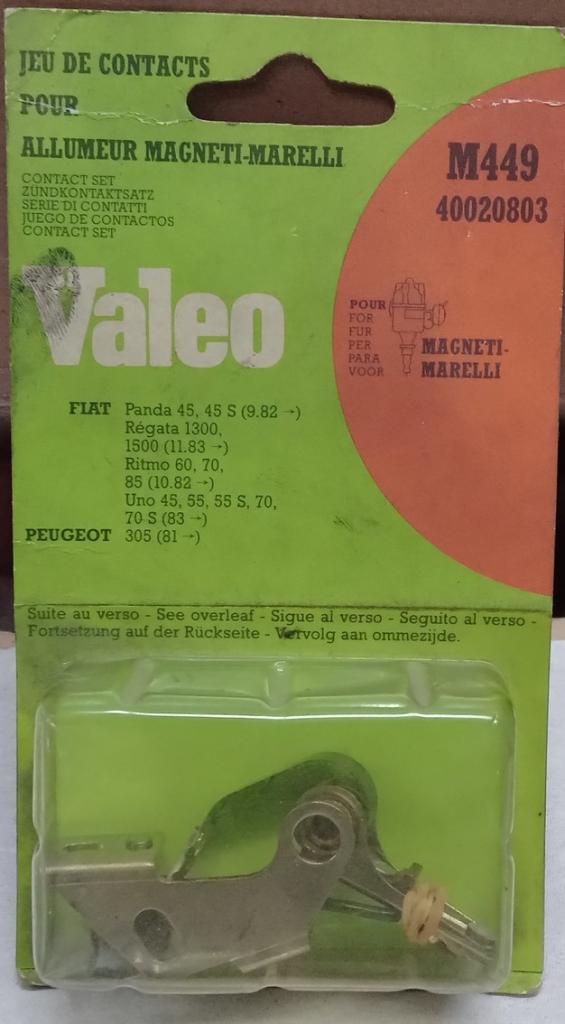 JEU DE CONTACTS
POUR
ALLUMEUR MAGNETI-MARELLI
CONTACT SET
ZÜNDKONTAKTSATZ
SERIE DI CONTATTI
JUEGO DE CONTACTOS
CONTACT SET
M449
40020803
Valeo
POUR
FOR
FUR
PER
PARA
VOOR
MAGNETI-
MARELLI
FIAT Panda 45, 45 S (9.82 →)
Régata 1300,
1500 (11.83 →)
Ritmo 60, 70,
85 (10.82 →)
Uno 45, 55, 55 S, 70,
70 S (83 →)
PEUGEOT 305 (81 →)
Suite au verso - See overleaf - Sigue al verso - Seguito al verso -
Fortsetzung auf der Rückseite - Vervolg aan ommezijde.